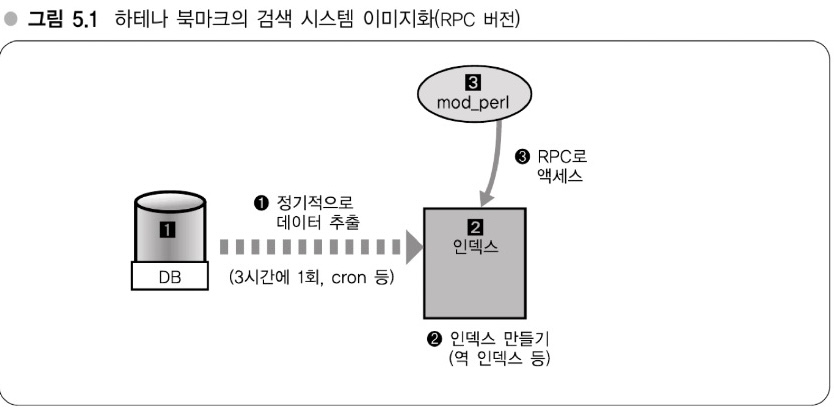 ● 그림 5.1 하테나 북마크의 검색 시스템 이미지화(RPC 버전)
3
mod_perl
❸ RPC로
액세스
❶ 정기적으로
데이터 추출
1
DB
(3시간에 1회, cron 등)
2
인덱스
❷ 인덱스 만들기
(역 인덱스 등)